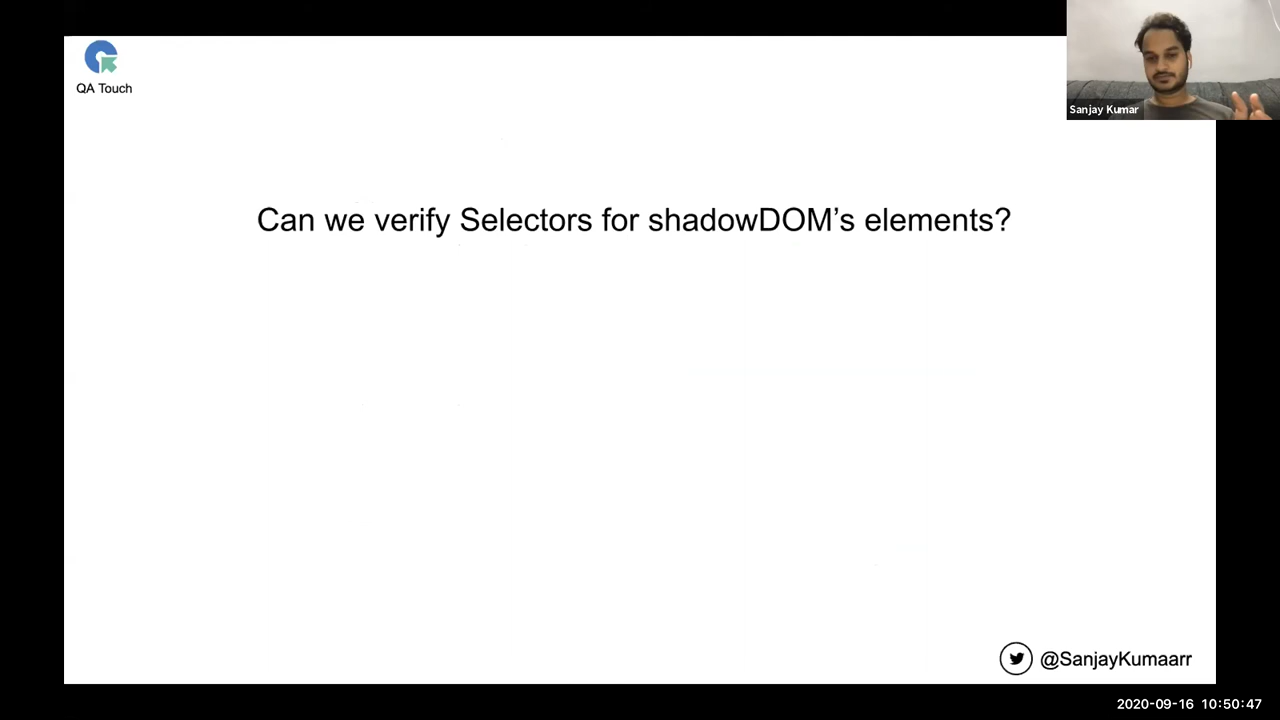 QA Touch
Sanjay Kumar
Can we verify Selectors for shadowDOM’s elements?
@SanjayKumaarr
2020-09-16 10:50:47